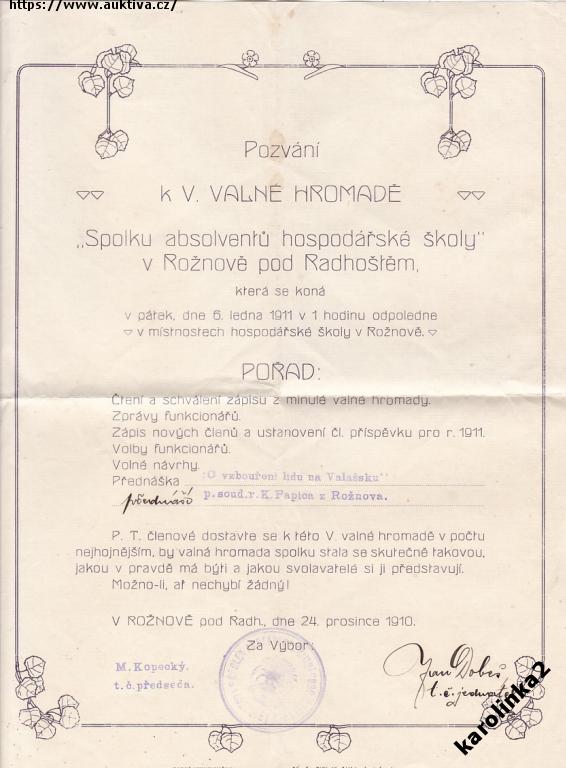 https://www.auktiva.cz/
Pozvání
k V. VALNÉ HROMADĚ
„Spolku absolventů hospodářské školy"
v Rožnově pod Radhoštěm,
která se koná
v pátek, dne 6. ledna 1911 v 1 hodinu odpoledne
v místnostech hospodářské školy v Rožnově.
POŘAD:
Čtení a schválení zápisu z minulé valné hromady.
Zprávy funkcionářů.
Zápis nových členů a ustanovení čl. příspěvku pro r. 1911.
Volby funkcionářů.
Volné návrhy.
Přednáška "O vzbouření lidu na Valašsku"
přednáší p. soud. r. K. Papica z Rožnova.
P. T. členové dostavte se k této V. valné hromadě v počtu
nejhojnějším, by valná hromada spolku stala se skutečně takovou,
jakou v pravdě má býti a jakou svolavatelé si ji představují.
Možno-li, ať nechybí žádný!
V ROŽNOVĚ pod Radh., dne 24. prosince 1910.
Za Výbor:
M. Kopecký.
t. č. předseda.
Jan Dobeš
t. č. jednatel
karolinka2